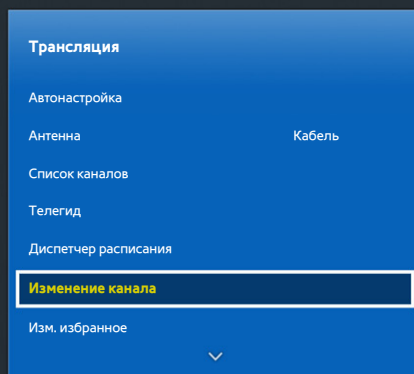 Трансляция
Автонастройка
Антенна Кабель
Список каналов
Телегид
Диспетчер расписания
Изменение канала
Изм. избранное